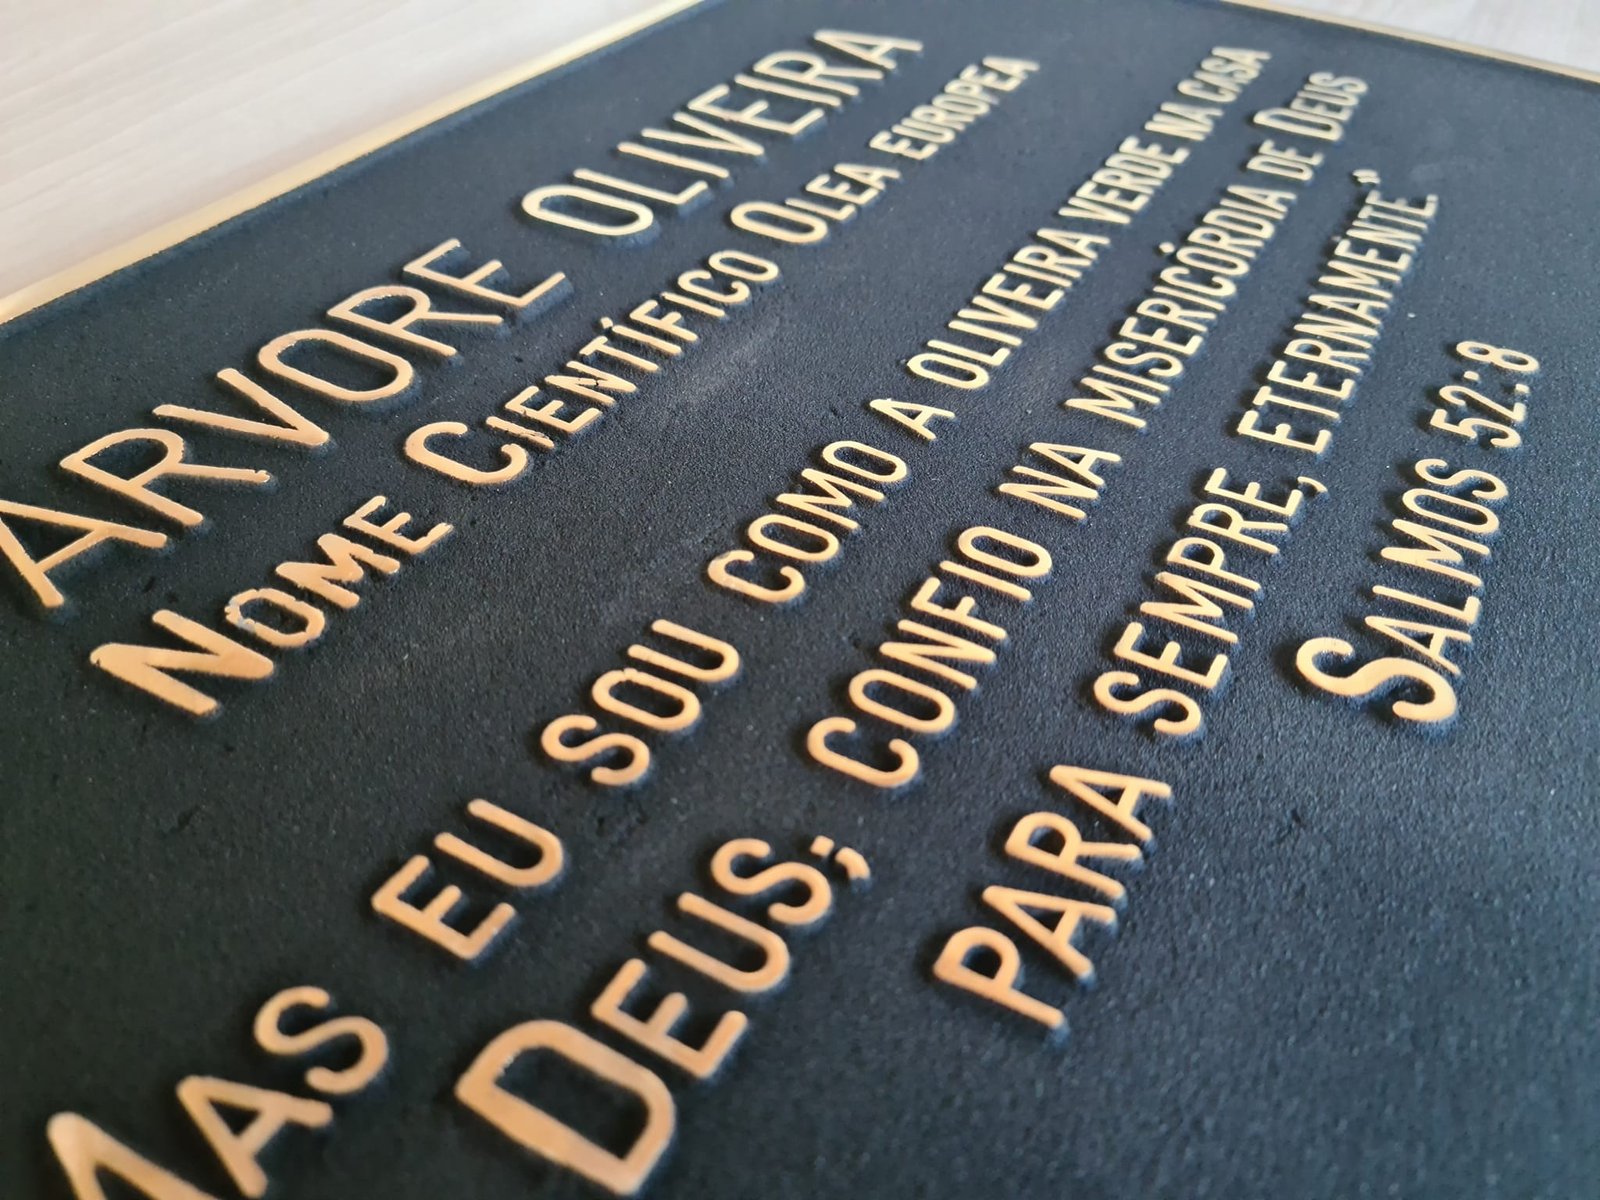 ARVORE OLIVEIRA
NOME CIENTÍFICO OLEA EUROPEA
MAS EU SOU COMO A OLIVEIRA VERDE NA CASA
DEUS; CONFIO NA MISERICÓRDIA DE DEUS
PARA SEMPRE, ETERNAMENTE."
SALMOS 52:8